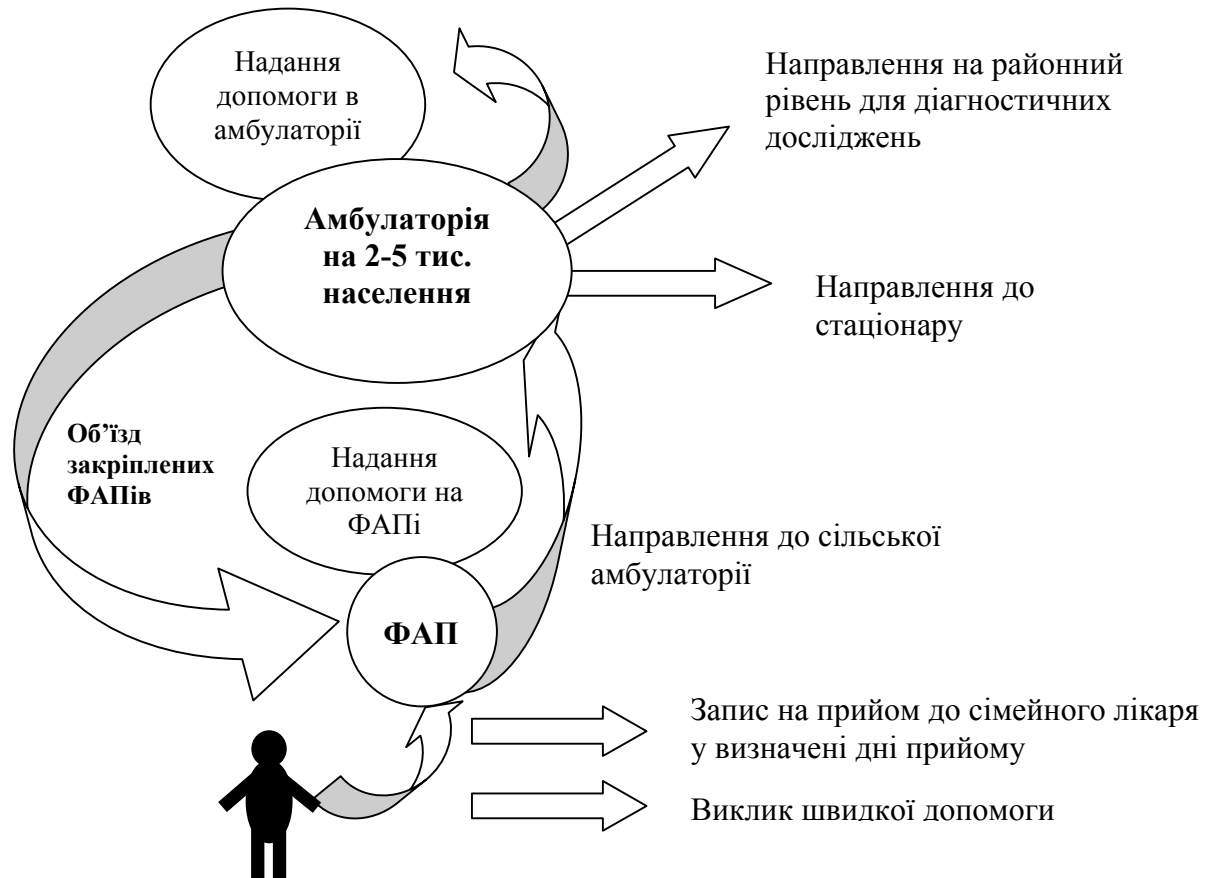 Надання
допомоги в
амбулаторії
Направлення на районний
рівень для діагностичних
досліджень
Амбулаторія
на 2-5 тис.
населення
Направлення до
стаціонару
Об’їзд
закріплених
ФАПів
Надання
допомоги на
ФАПі
Направлення до сільської
амбулаторії
ФАП
Запис на прийом до сімейного лікаря
у визначені дні прийому
Виклик швидкої допомоги